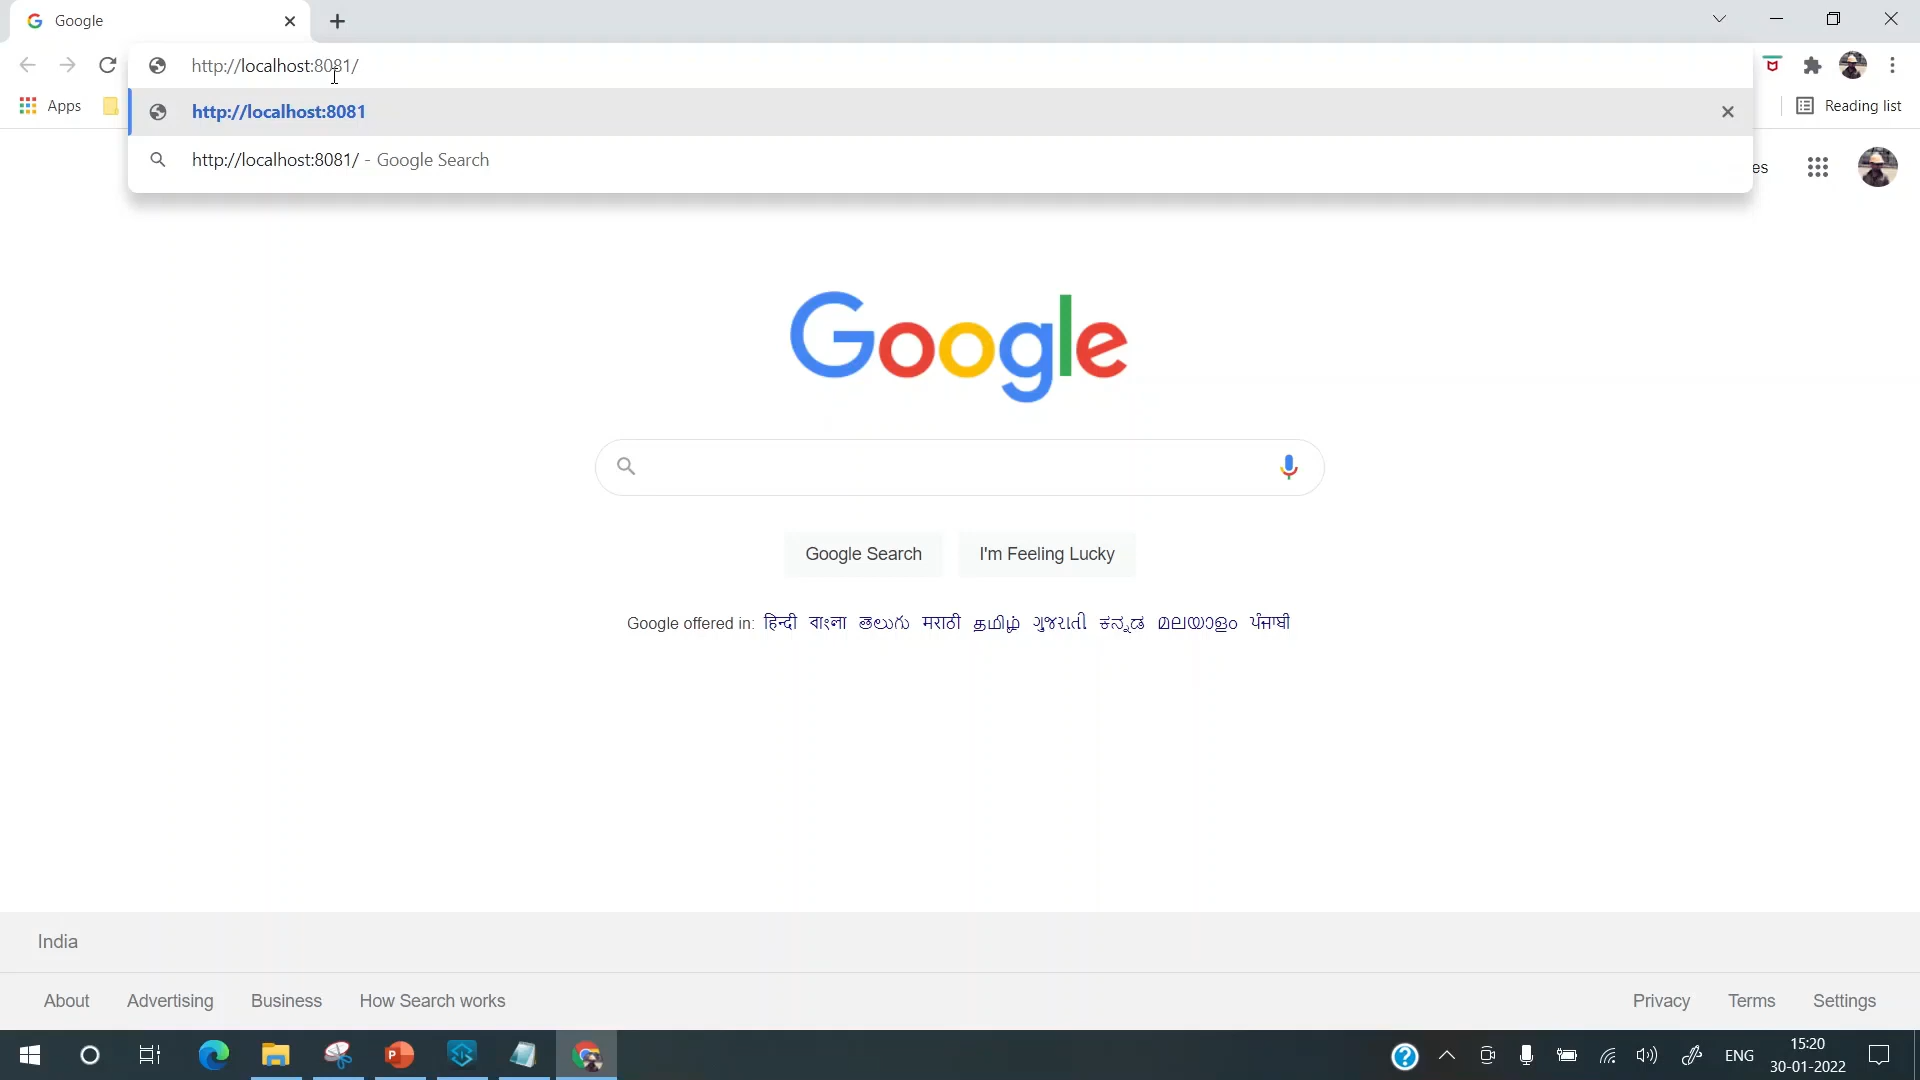 Google
http://localhost:8081/
Apps
http://localhost:8081
Reading list
http://localhost:8081/ - Google Search
es
Google
Google Search
I'm Feeling Lucky
Google offered in: हिन्दी বাংলা తెలుగు मराठी தமிழ் ગુજરાતી ಕನ್ನಡ മലയാളം ਪੰਜਾਬੀ
India
About
Advertising
Business
How Search works
Privacy
Terms
Settings
ENG
15:20
30-01-2022